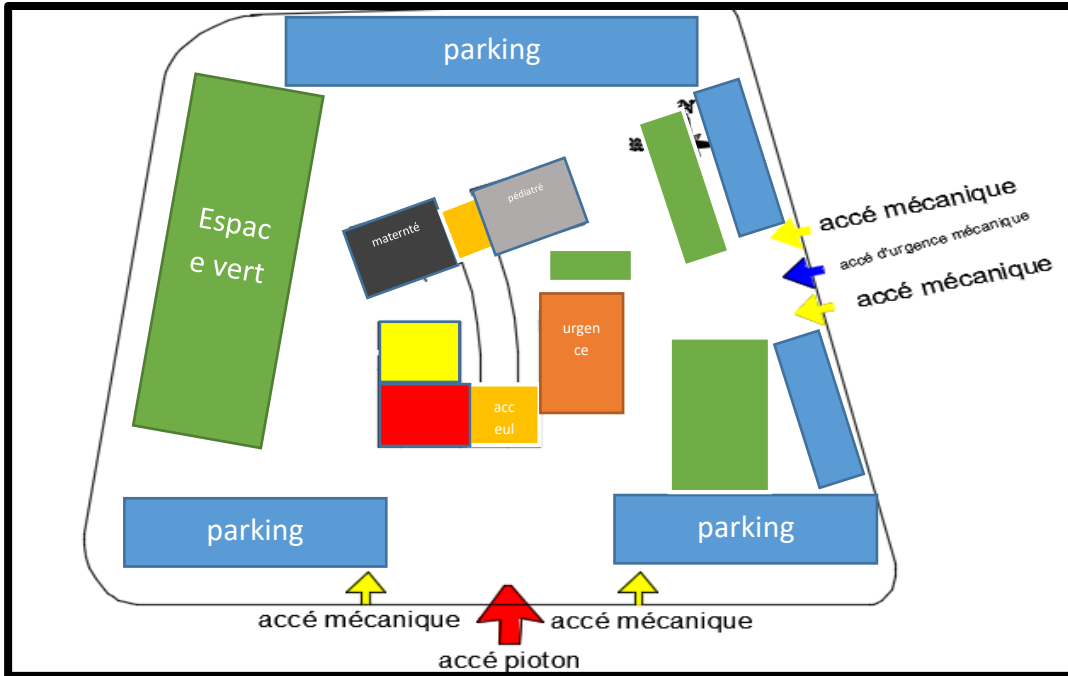 parking
Espac
e vert
pédiatré
materné
accé mécanique
accé d'urgence mécanique
accé mécanique
urgen
ce
acc
eul
parking
parking
accé mécanique
accé mécanique
accé pioton